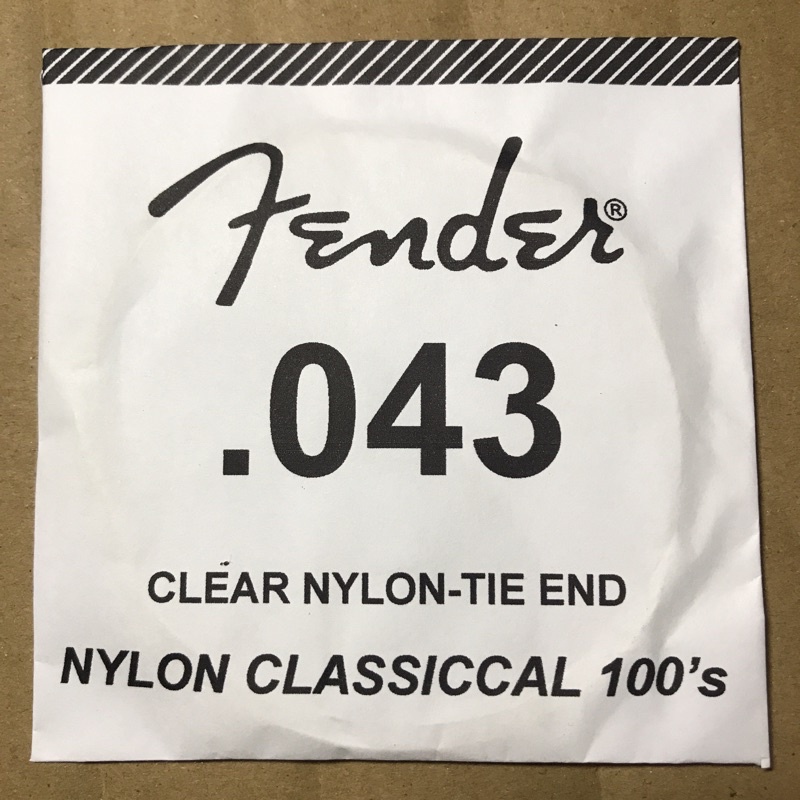 Fender®
.043
CLEAR NYLON-TIE END
NYLON CLASSICCAL 100's